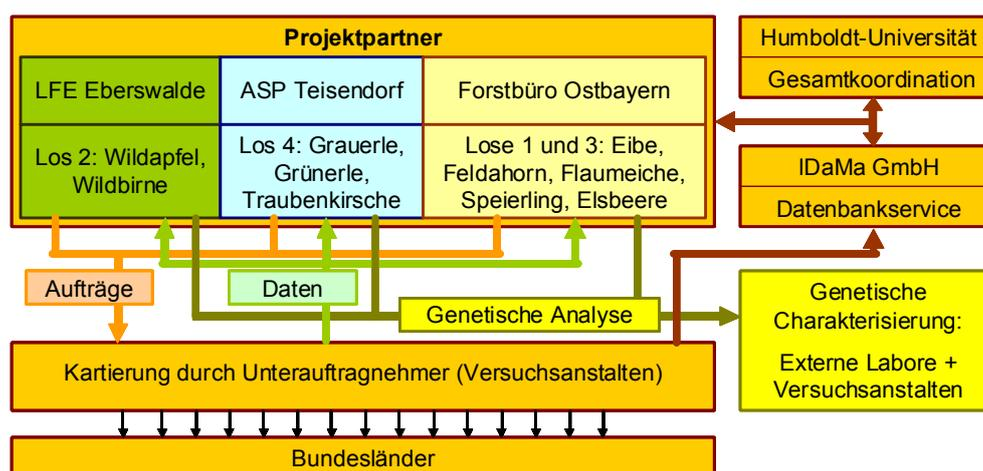 Projektpartner
LFE Eberswalde
Los 2: Wildapfel,
Wildbirne
ASP Teisendorf
Los 4: Grauerle,
Grünerle,
Traubenkirsche
Forstbüro Ostbayern
Lose 1 und 3: Eibe,
Feldahorn, Flaumeiche,
Speierling, Elsbeere
Humboldt-Universität
Gesamtkoordination
IDaMa GmbH
Datenbankservice
Aufträge
Daten
Genetische Analyse
Genetische
Charakterisierung:
Externe Labore +
Versuchsanstalten
Kartierung durch Unterauftragnehmer (Versuchsanstalten)
Bundesländer